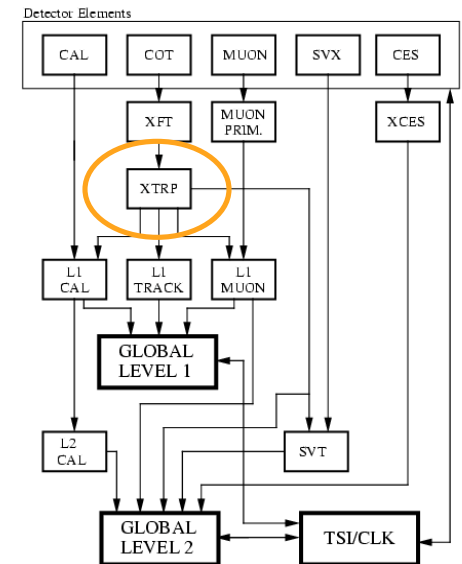 Detector Elements
CAL
COT
MUON
SVX
CES
XFT
MUON
PRIM.
XCES
XTRP
L1
CAL
L1
TRACK
L1
MUON
GLOBAL
LEVEL 1
L2
CAL
SVT
GLOBAL
LEVEL 2
TSI/CLK